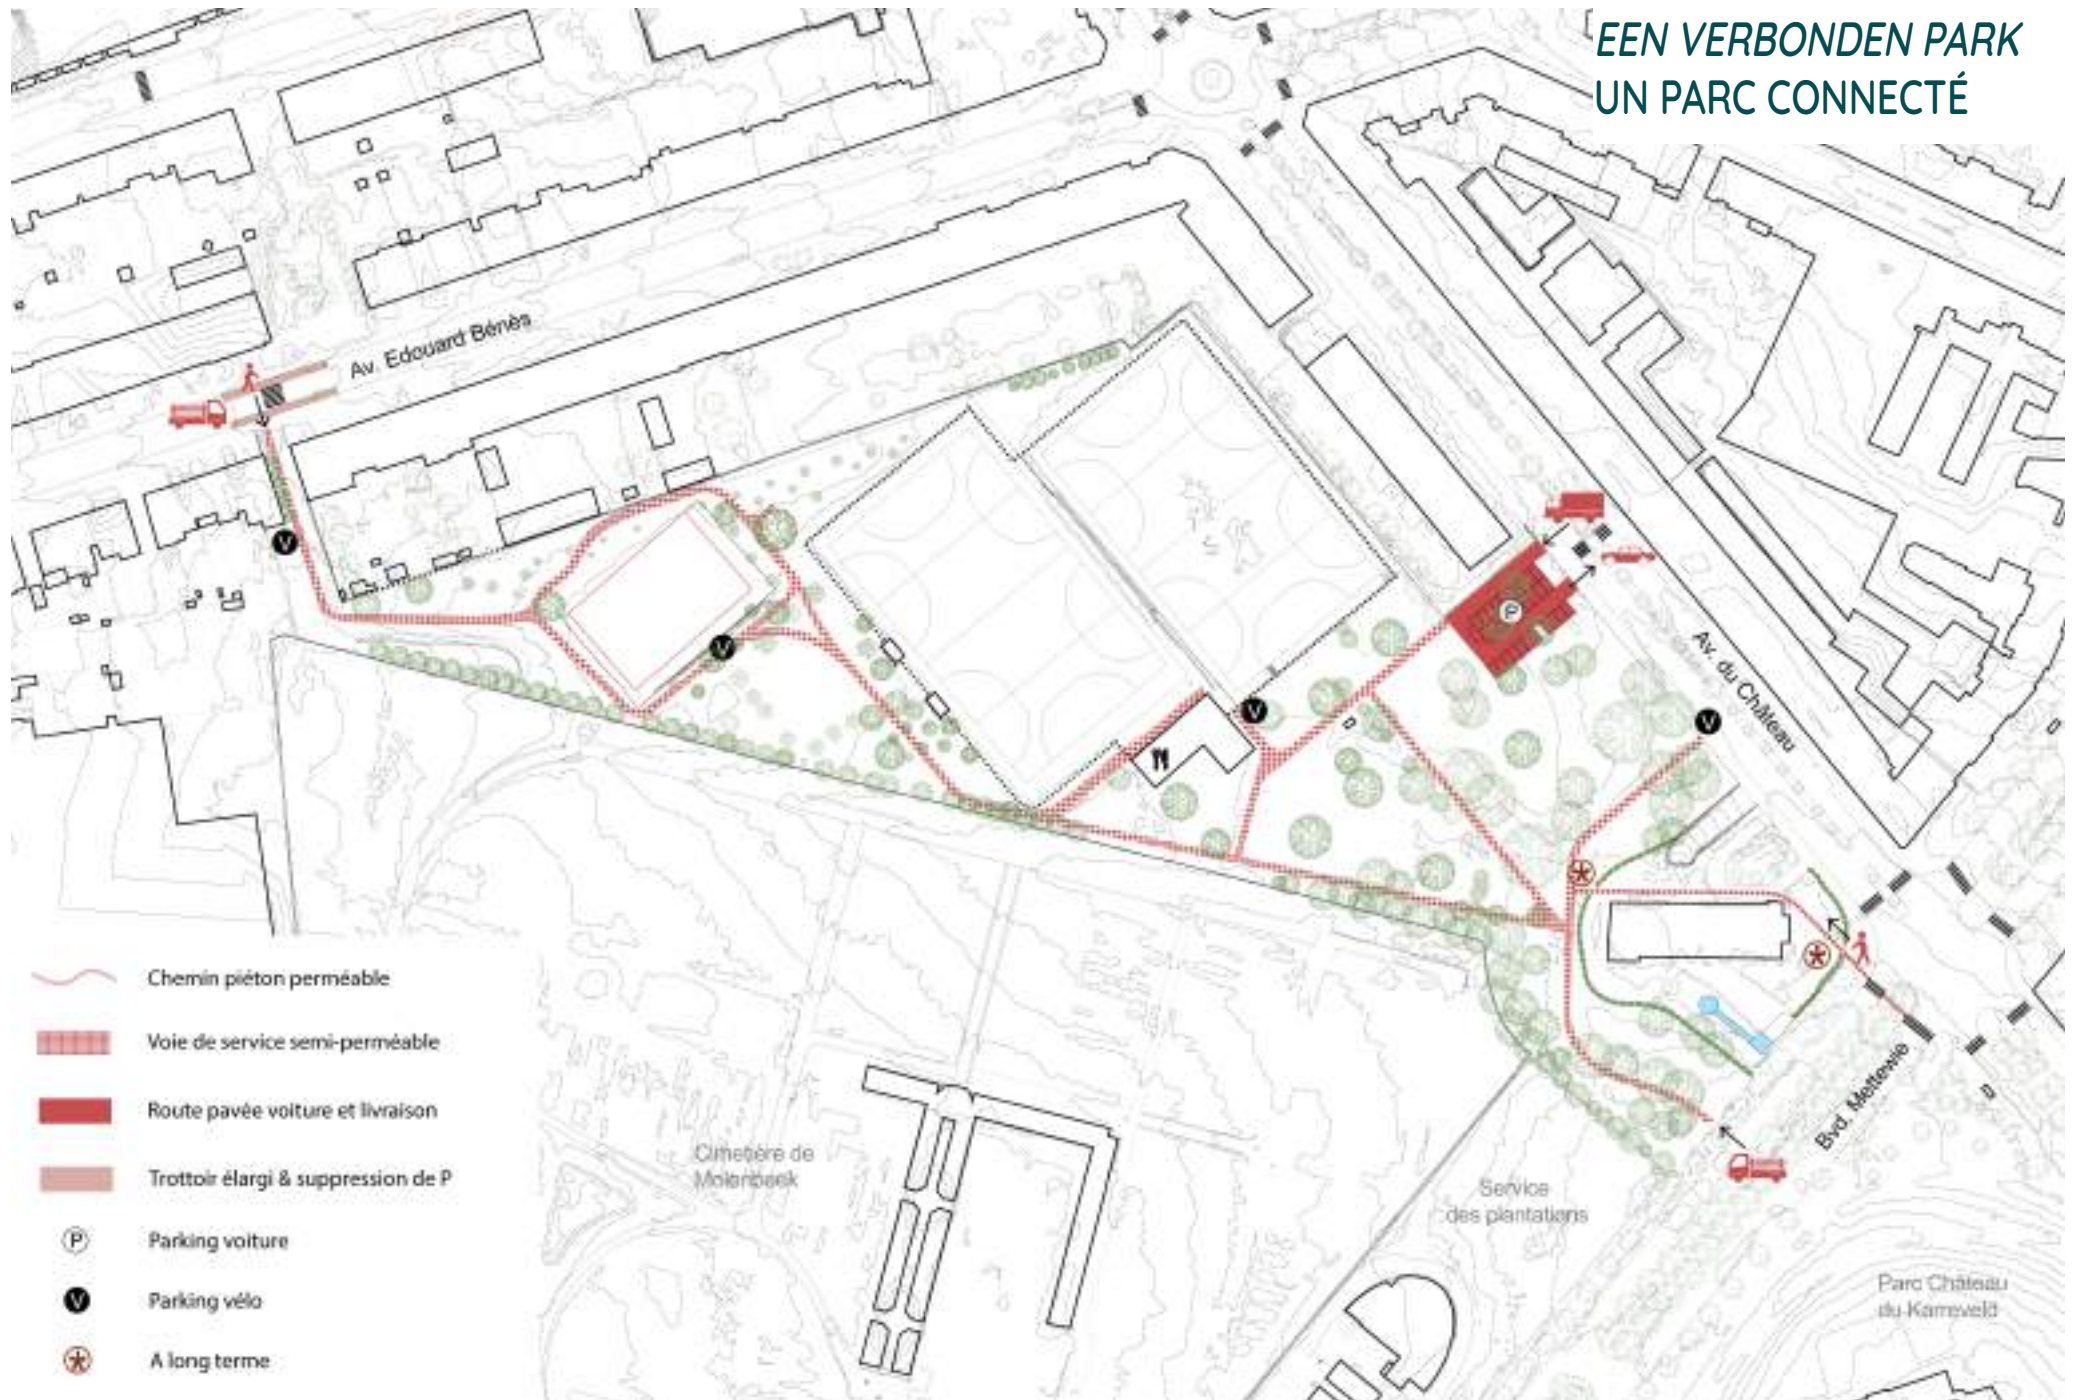 EEN VERBONDEN PARK
UN PARC CONNECTÉ
Av. Edouard Bénès
Av. du Château
Bvd. Mettewie
Cimetière de
Molenbeek
Service
des plantations
Parc Château
du Karreveld
Chemin piéton perméable
Voie de service semi-perméable
Route pavée voiture et livraison
Trottoir élargi & suppression de P
P
Parking voiture
V
Parking vélo
A long terme
V
V
V
V
P